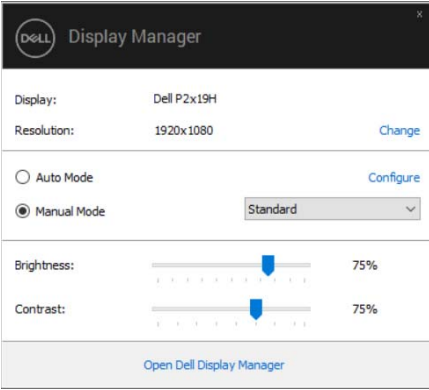 DELL Display Manager
x
Display: Dell P2x19H
Resolution: 1920x1080 Change
Auto Mode Configure
Manual Mode Standard
Brightness: 75%
Contrast: 75%
Open Dell Display Manager